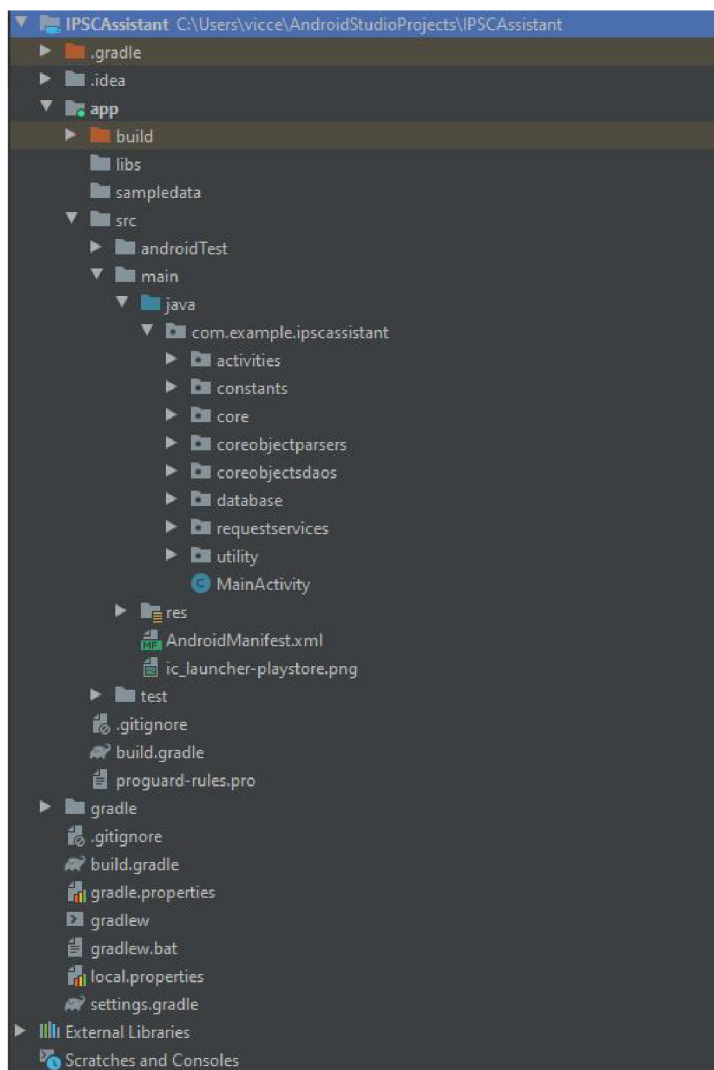 IPSCAssistant C:\Users\vicce\AndroidStudioProjects\IPSCAssistant
.gradle
.idea
app
build
libs
sampledata
src
androidTest
main
java
com.example.ipscassistant
activities
constants
core
coreobjectparsers
coreobjectsdaos
database
requestservices
utility
C MainActivity
res
MF AndroidManifest.xml
ic_launcher-playstore.png
test
.gitignore
build.gradle
proguard-rules.pro
gradle
.gitignore
build.gradle
gradle.properties
gradlew
gradlew.bat
local.properties
settings.gradle
External Libraries
Scratches and Consoles